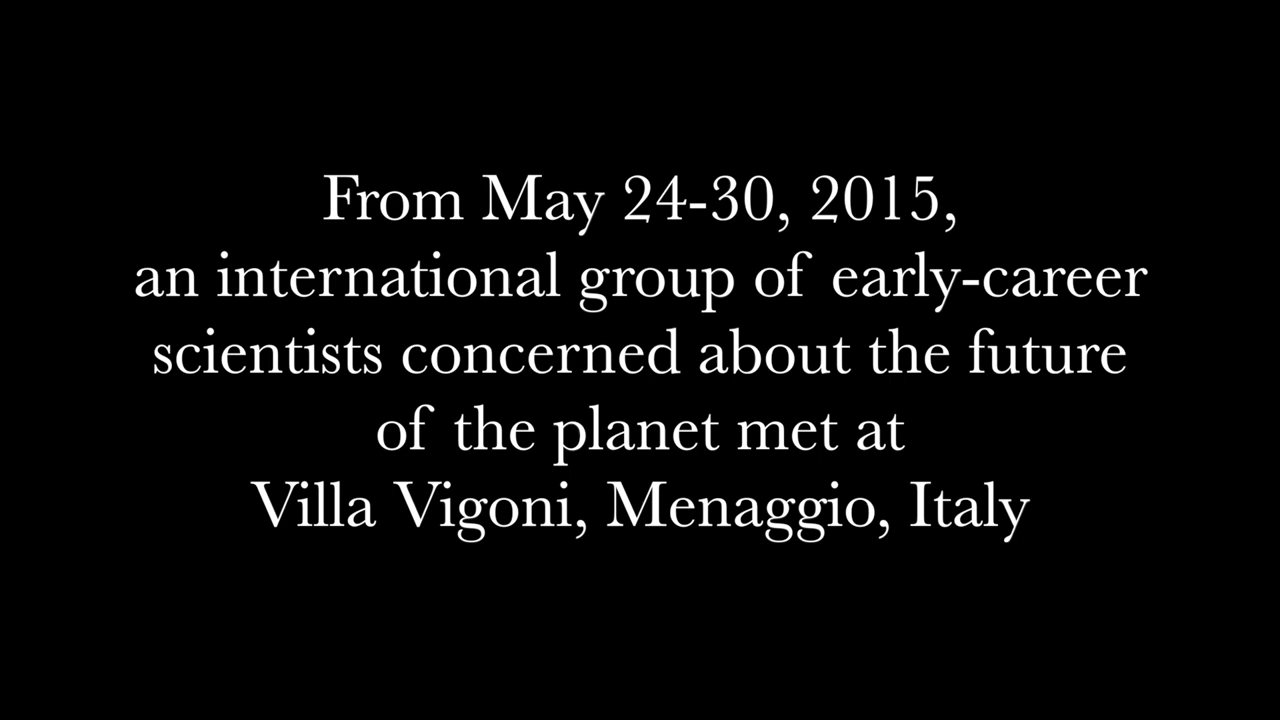 From May 24-30, 2015,
an international group of early-career
scientists concerned about the future
of the planet met at
Villa Vigoni, Menaggio, Italy